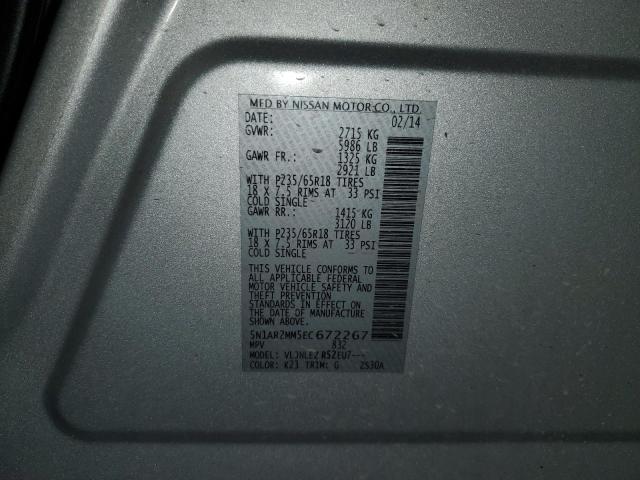 MFD BY NISSAN MOTOR CO., LTD.
DATE: 02/14
GVWR: 2715 KG
5986 LB
GAWR FR.: 1325 KG
2921 LB
WITH P235/65R18 TIRES
18 X 7.5 RIMS AT 33 PSI
COLD SINGLE
GAWR RR.: 1415 KG
3120 LB
WITH P235/65R18 TIRES
18 X 7.5 RIMS AT 33 PSI
COLD SINGLE
THIS VEHICLE CONFORMS TO
ALL APPLICABLE FEDERAL
MOTOR VEHICLE SAFETY AND
THEFT PREVENTION
STANDARDS IN EFFECT ON
THE DATE OF MANUFACTURE
SHOWN ABOVE.
5N1AR2MM5EC672267
MPV 832
MODEL: RS2EU7---
COLOR: K23 TRIM: G 2S30A